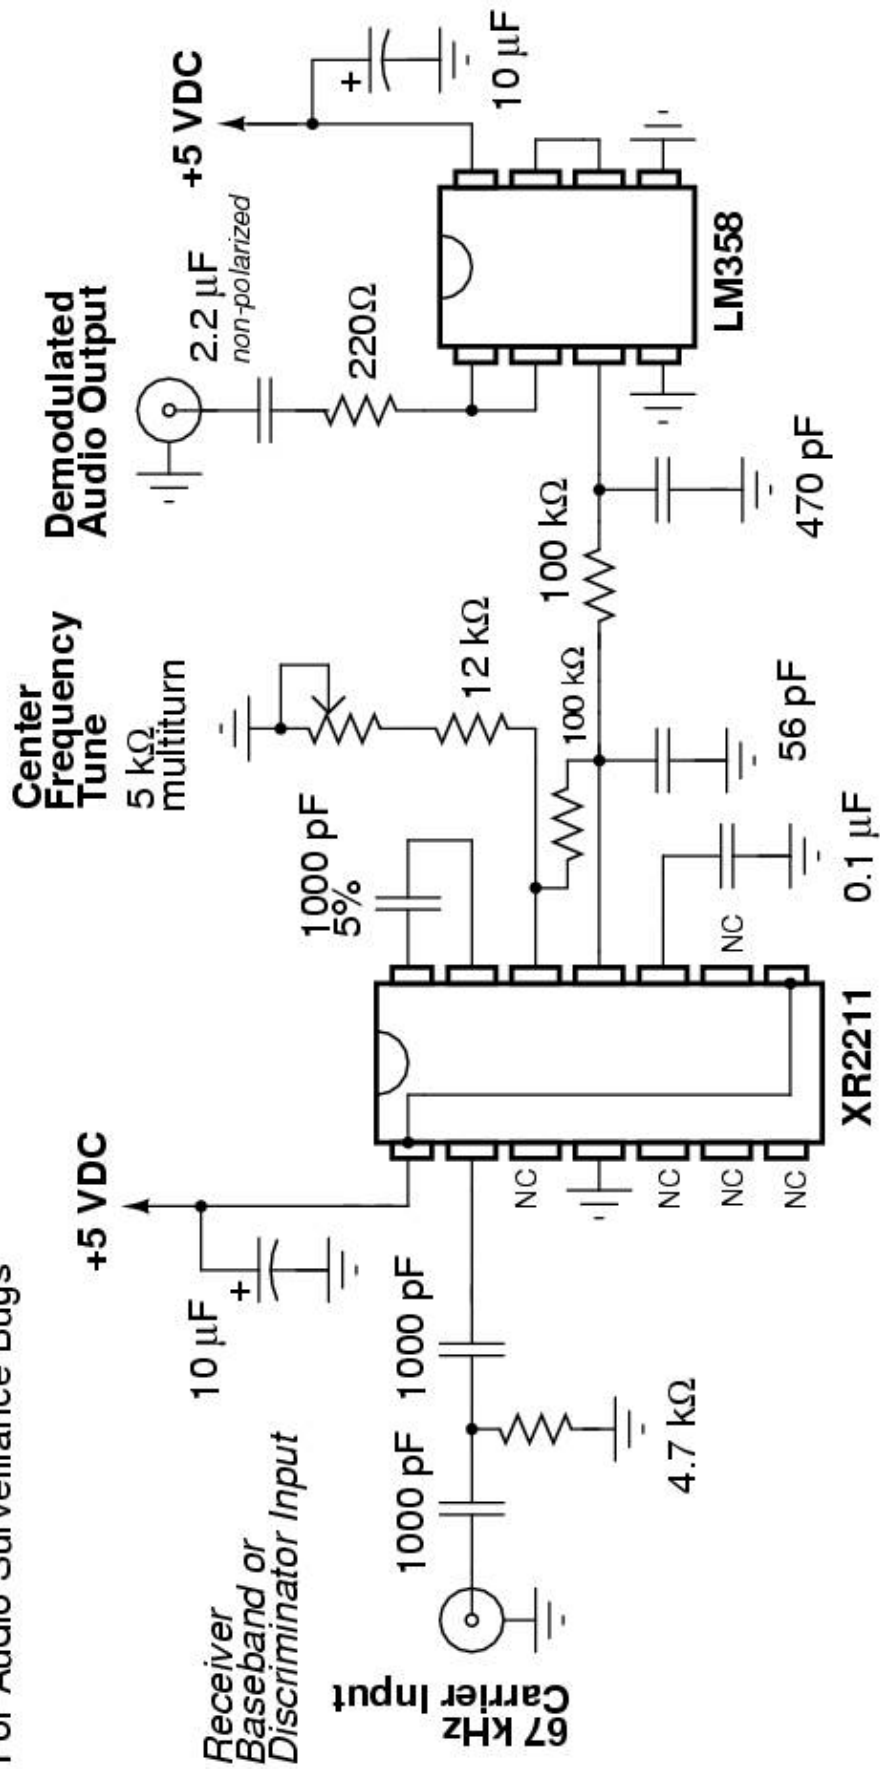 For Audio Surveillance Bugs
+5 VDC
10 µF
+
Receiver
Baseband or
Discriminator Input
67 kHz
Carrier Input
1000 pF
1000 pF
4.7 kΩ
NC
NC
NC
NC
XR2211
1000 pF
5%
Center
Frequency
Tune
5 kΩ
multiturn
12 kΩ
100 kΩ
100 kΩ
NC
0.1 µF
56 pF
470 pF
Demodulated
Audio Output
2.2 µF
non-polarized
220Ω
+5 VDC
+
10 µF
LM358